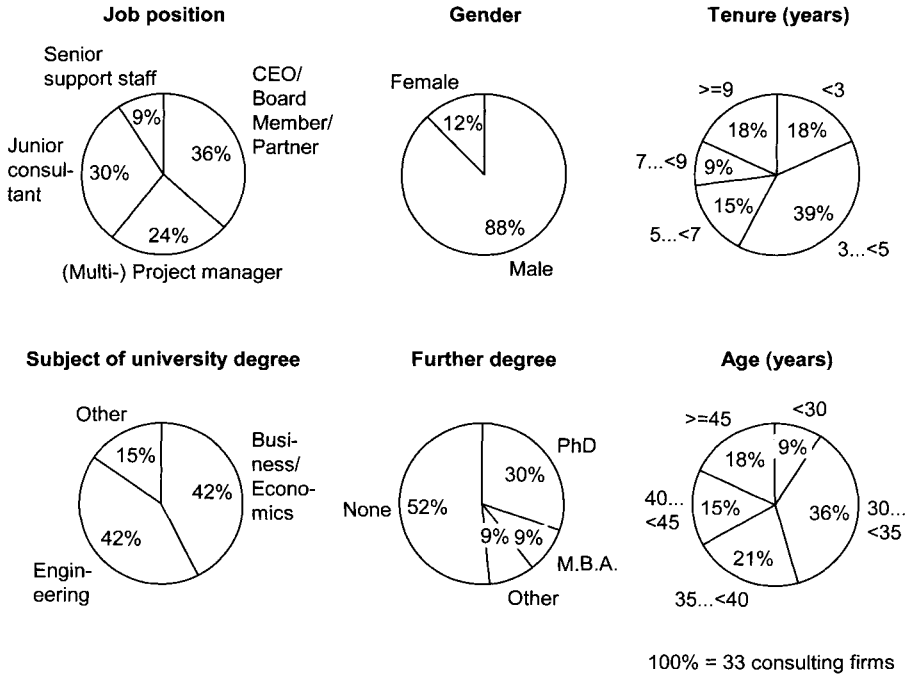 Job position
Senior
support staff
9%
CEO/
Board
Member/
Partner
36%
Junior
consul-
tant
30%
24%
(Multi-) Project manager
Gender
Female
12%
88%
Male
Tenure (years)
>=9
<3
18%
18%
7...<9
9%
15%
39%
5...<7
3...<5
Subject of university degree
Other
15%
Busi-
ness/
Econo-
mics
42%
42%
Engin-
eering
Further degree
PhD
30%
None
52%
9%
9%
M.B.A.
Other
Age (years)
>=45
<30
9%
18%
40...
<45
15%
36%
30...
<35
21%
35...<40
100% = 33 consulting firms